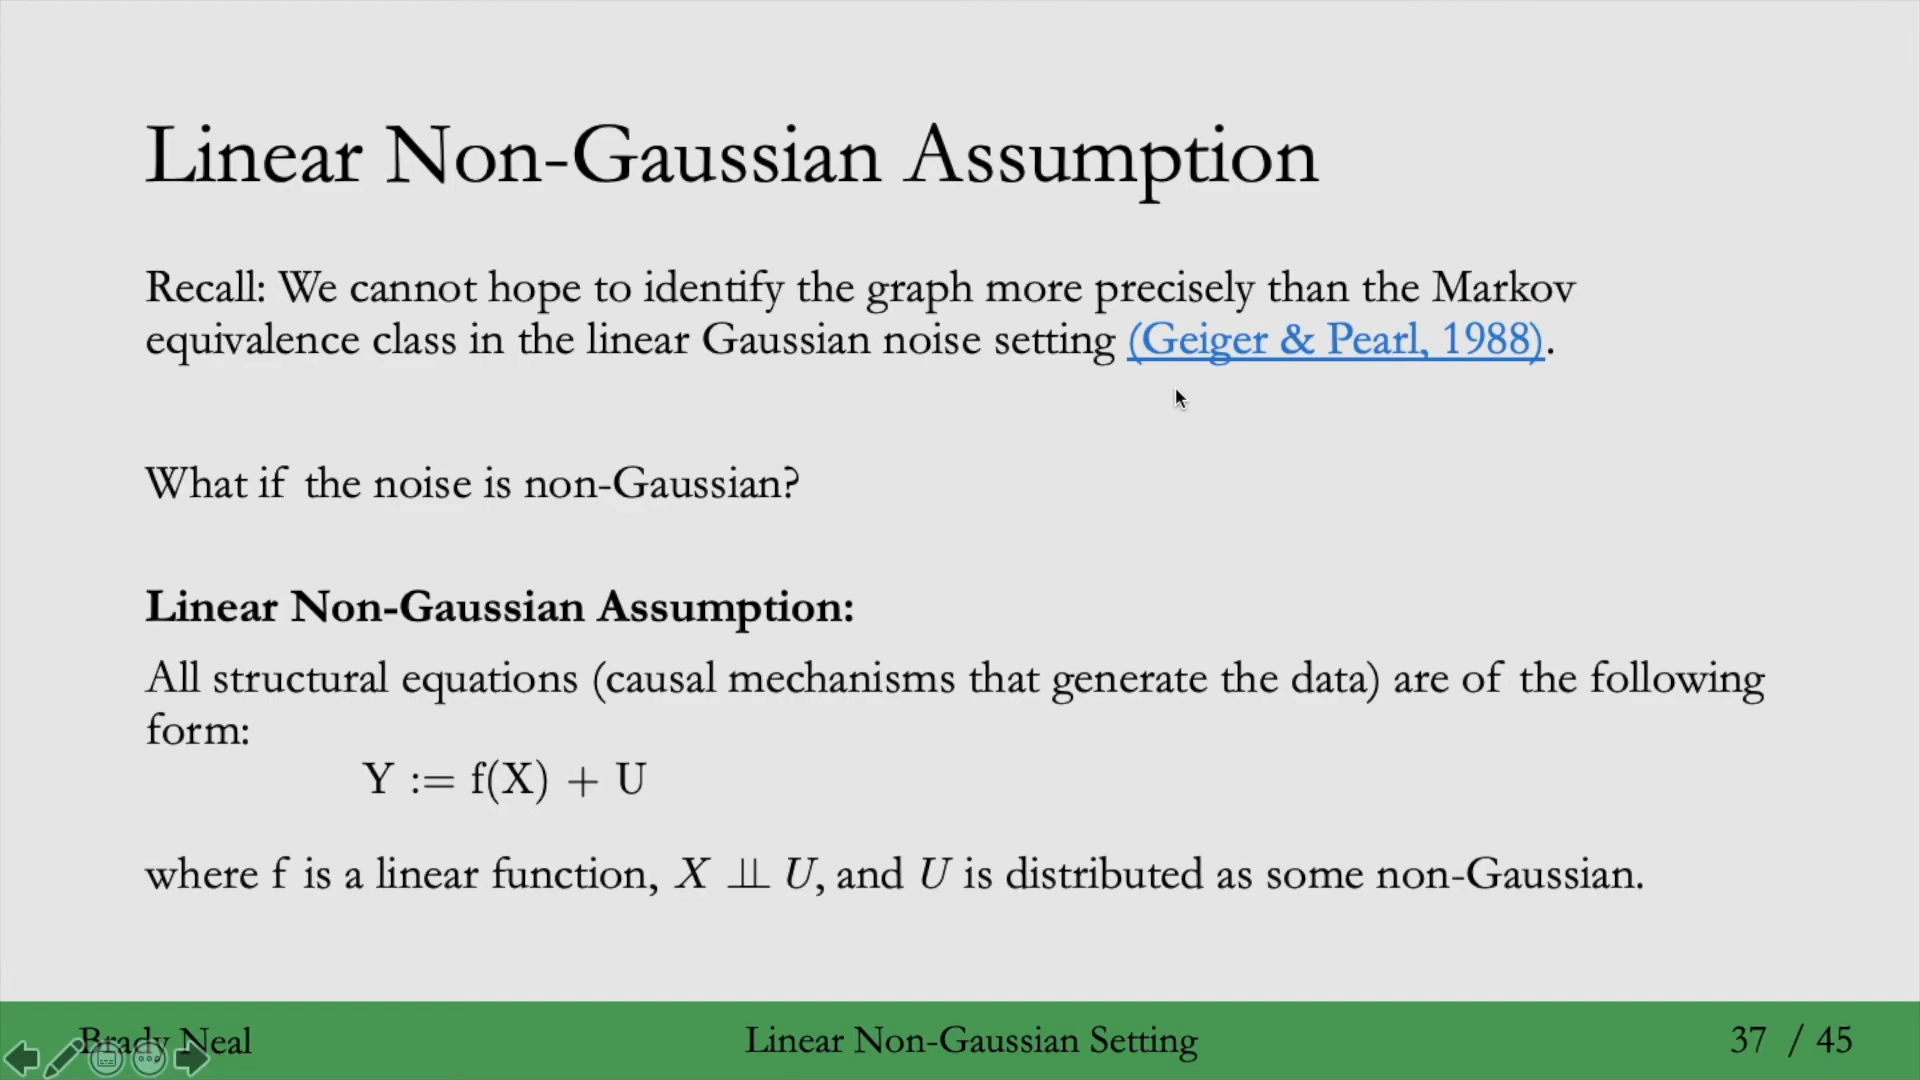 Linear Non-Gaussian Assumption
Recall: We cannot hope to identify the graph more precisely than the Markov
equivalence class in the linear Gaussian noise setting (Geiger & Pearl, 1988).
What if the noise is non-Gaussian?
Linear Non-Gaussian Assumption:
All structural equations (causal mechanisms that generate the data) are of the following
form:
Y := f(X) + U
where f is a linear function, X ⫫ U, and U is distributed as some non-Gaussian.
Brady Neal
Linear Non-Gaussian Setting
37 / 45